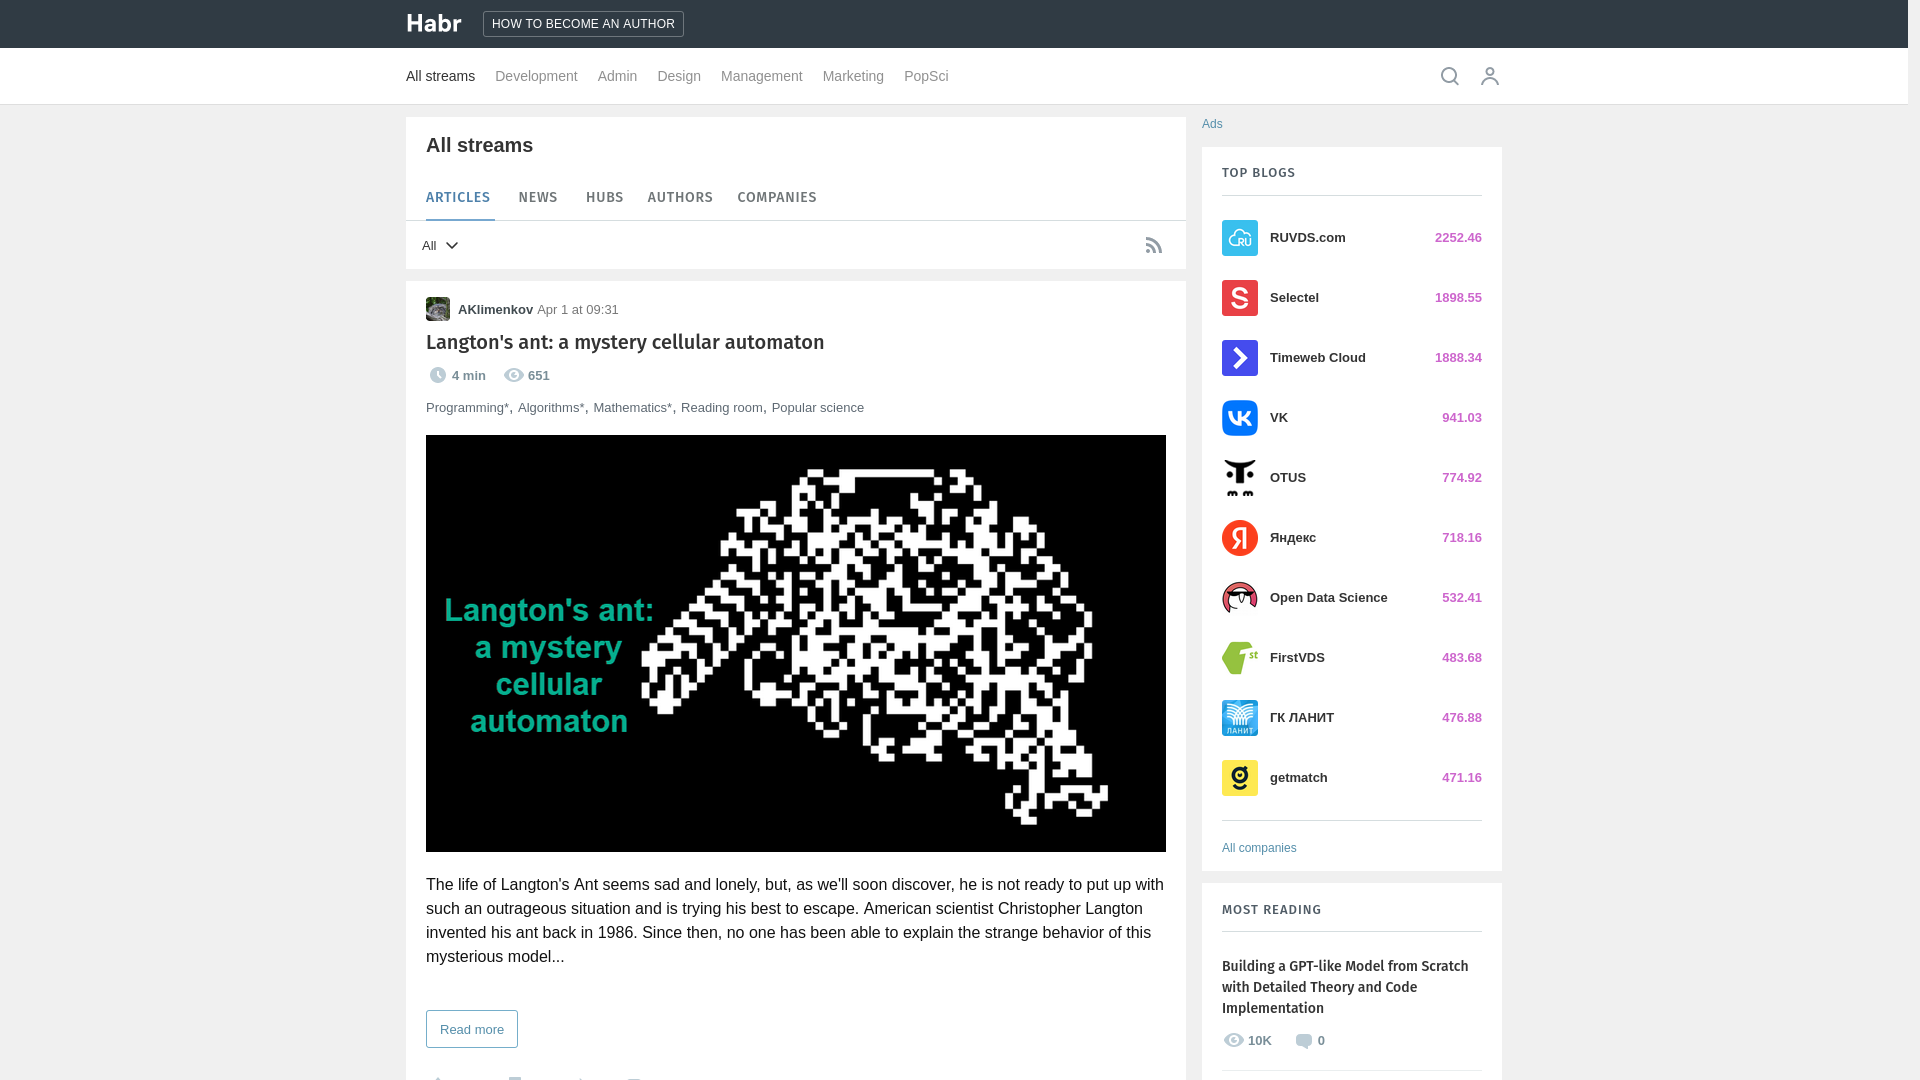 Habr
HOW TO BECOME AN AUTHOR
All streams
Development
Admin
Design
Management
Marketing
PopSci
All streams
ARTICLES
NEWS
HUBS
AUTHORS
COMPANIES
All
AKlimenkov Apr 1 at 09:31
Langton's ant: a mystery cellular automaton
4 min
651
Programming*, Algorithms*, Mathematics*, Reading room, Popular science
Langton's ant:
a mystery
cellular
automaton
The life of Langton's Ant seems sad and lonely, but, as we'll soon discover, he is not ready to put up with
such an outrageous situation and is trying his best to escape. American scientist Christopher Langton
invented his ant back in 1986. Since then, no one has been able to explain the strange behavior of this
mysterious model...
Read more
Ads
TOP BLOGS
RU
RUVDS.com 2252.46
S
Selectel 1898.55
Timeweb Cloud 1888.34
VK 941.03
OTUS 774.92
Я
Яндекс 718.16
Open Data Science 532.41
st
FirstVDS 483.68
ЛАНИТ
ГК ЛАНИТ 476.88
g
getmatch 471.16
All companies
MOST READING
Building a GPT-like Model from Scratch
with Detailed Theory and Code
Implementation
10K
0